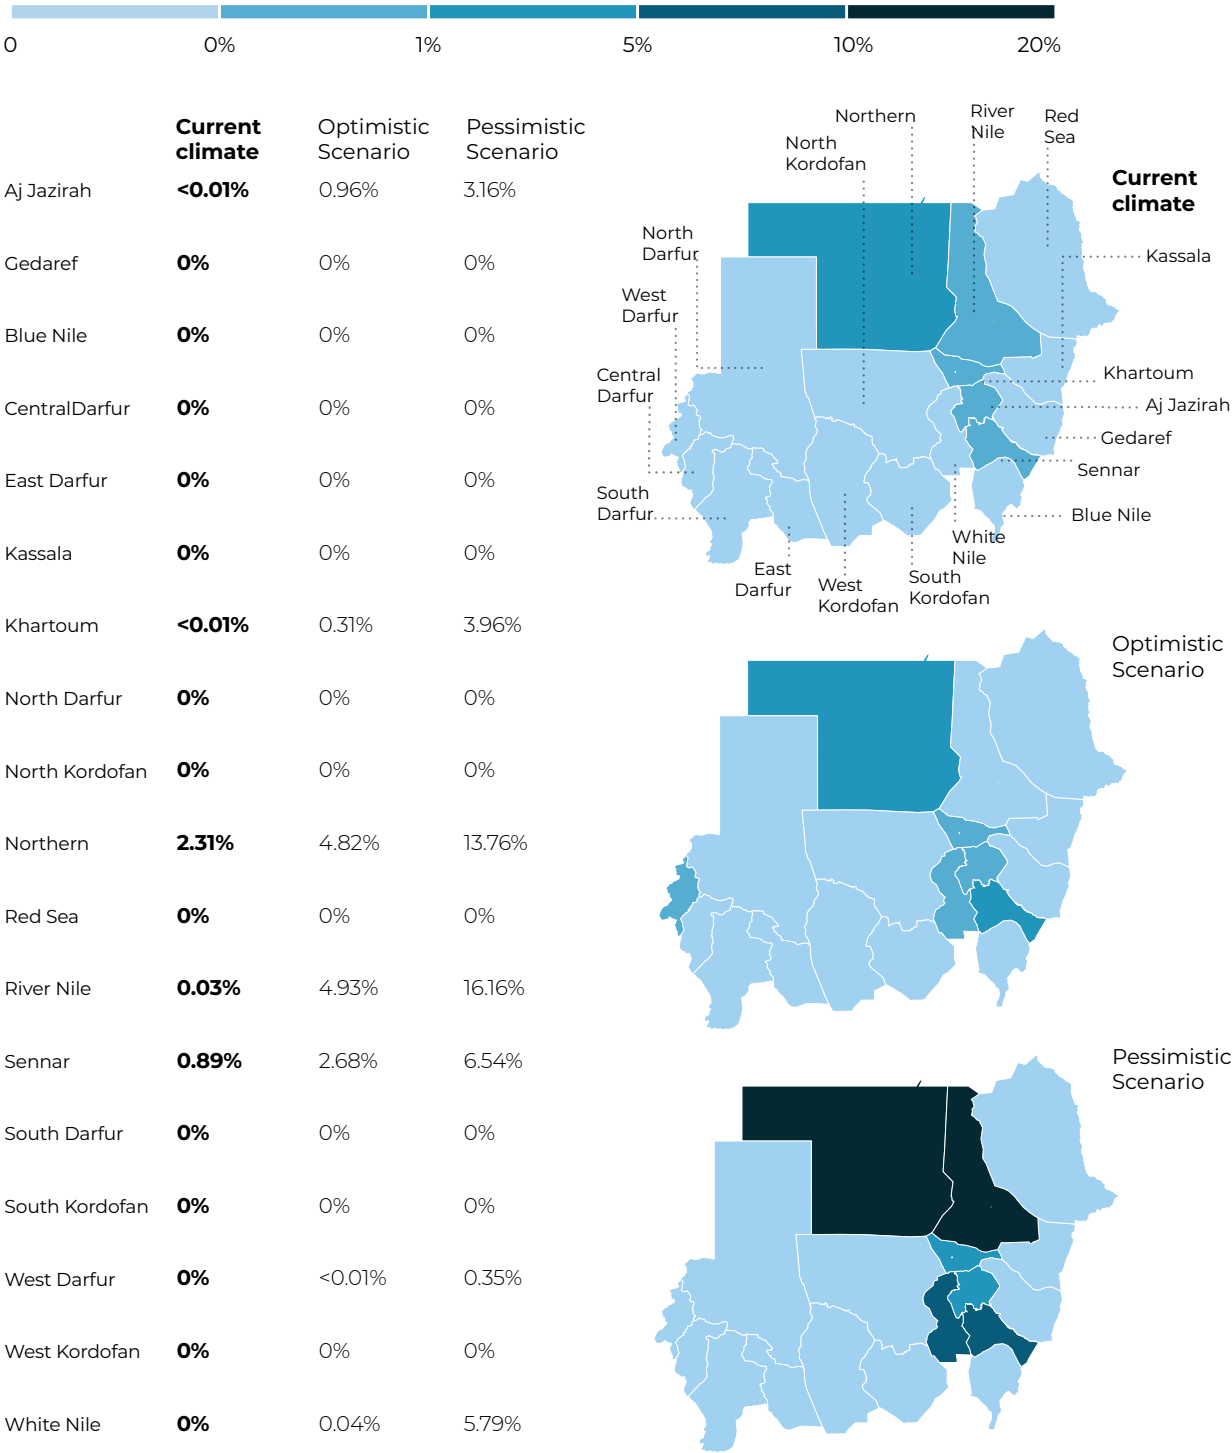 0 0% 1% 5% 10% 20%
Current climate Optimistic Scenario Pessimistic Scenario
Aj Jazirah <0.01% 0.96% 3.16%
Gedaref 0% 0% 0%
Blue Nile 0% 0% 0%
CentralDarfur 0% 0% 0%
East Darfur 0% 0% 0%
Kassala 0% 0% 0%
Khartoum <0.01% 0.31% 3.96%
North Darfur 0% 0% 0%
North Kordofan 0% 0% 0%
Northern 2.31% 4.82% 13.76%
Red Sea 0% 0% 0%
River Nile 0.03% 4.93% 16.16%
Sennar 0.89% 2.68% 6.54%
South Darfur 0% 0% 0%
South Kordofan 0% 0% 0%
West Darfur 0% <0.01% 0.35%
West Kordofan 0% 0% 0%
White Nile 0% 0.04% 5.79%
Northern
River
Nile
Red
Sea
North
Kordofan
Current
climate
North
Darfur
Kassala
West
Darfur
Central
Darfur
Khartoum
Aj Jazirah
Gedaref
Sennar
South
Darfur
Blue Nile
White
Nile
East
Darfur
West
Kordofan
South
Kordofan
Optimistic
Scenario
Pessimistic
Scenario